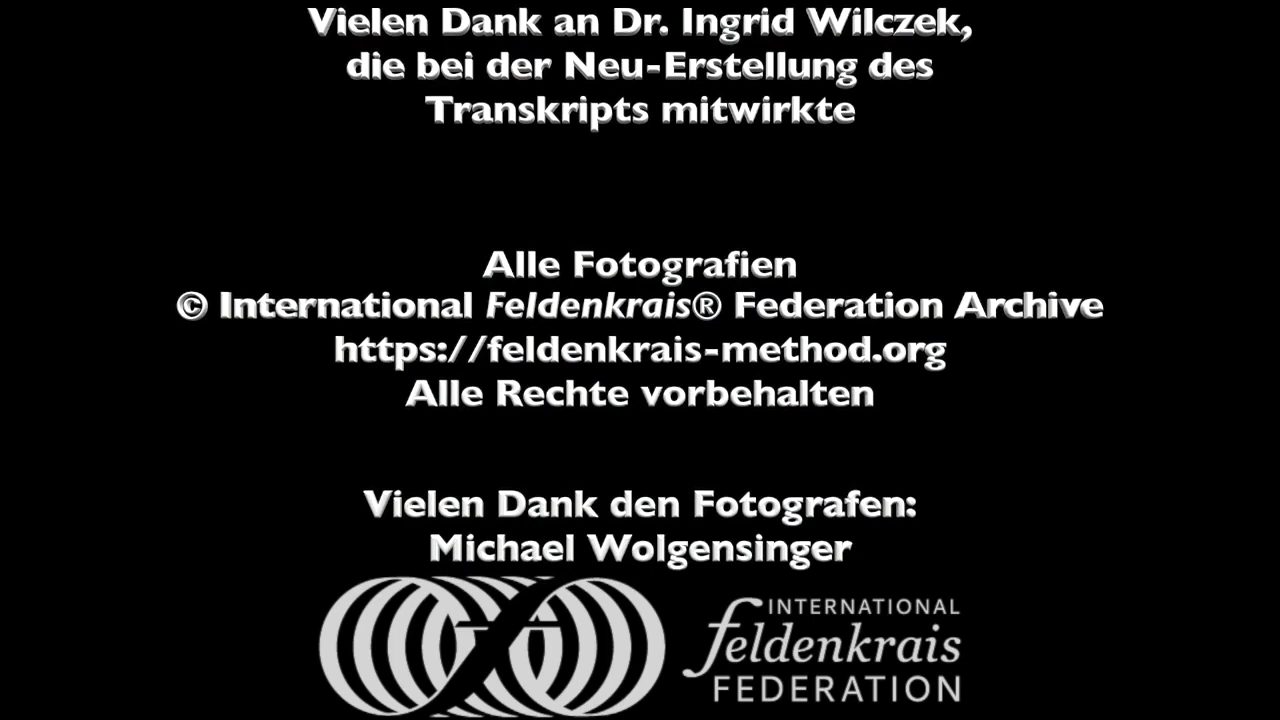 Vielen Dank an Dr. Ingrid Wilczek,
die bei der Neu-Erstellung des
Transkripts mitwirkte
Alle Fotografien
© International Feldenkrais® Federation Archive
https://feldenkrais-method.org
Alle Rechte vorbehalten
Vielen Dank den Fotografen:
Michael Wolgensinger
INTERNATIONAL
feldenkrais
FEDERATION